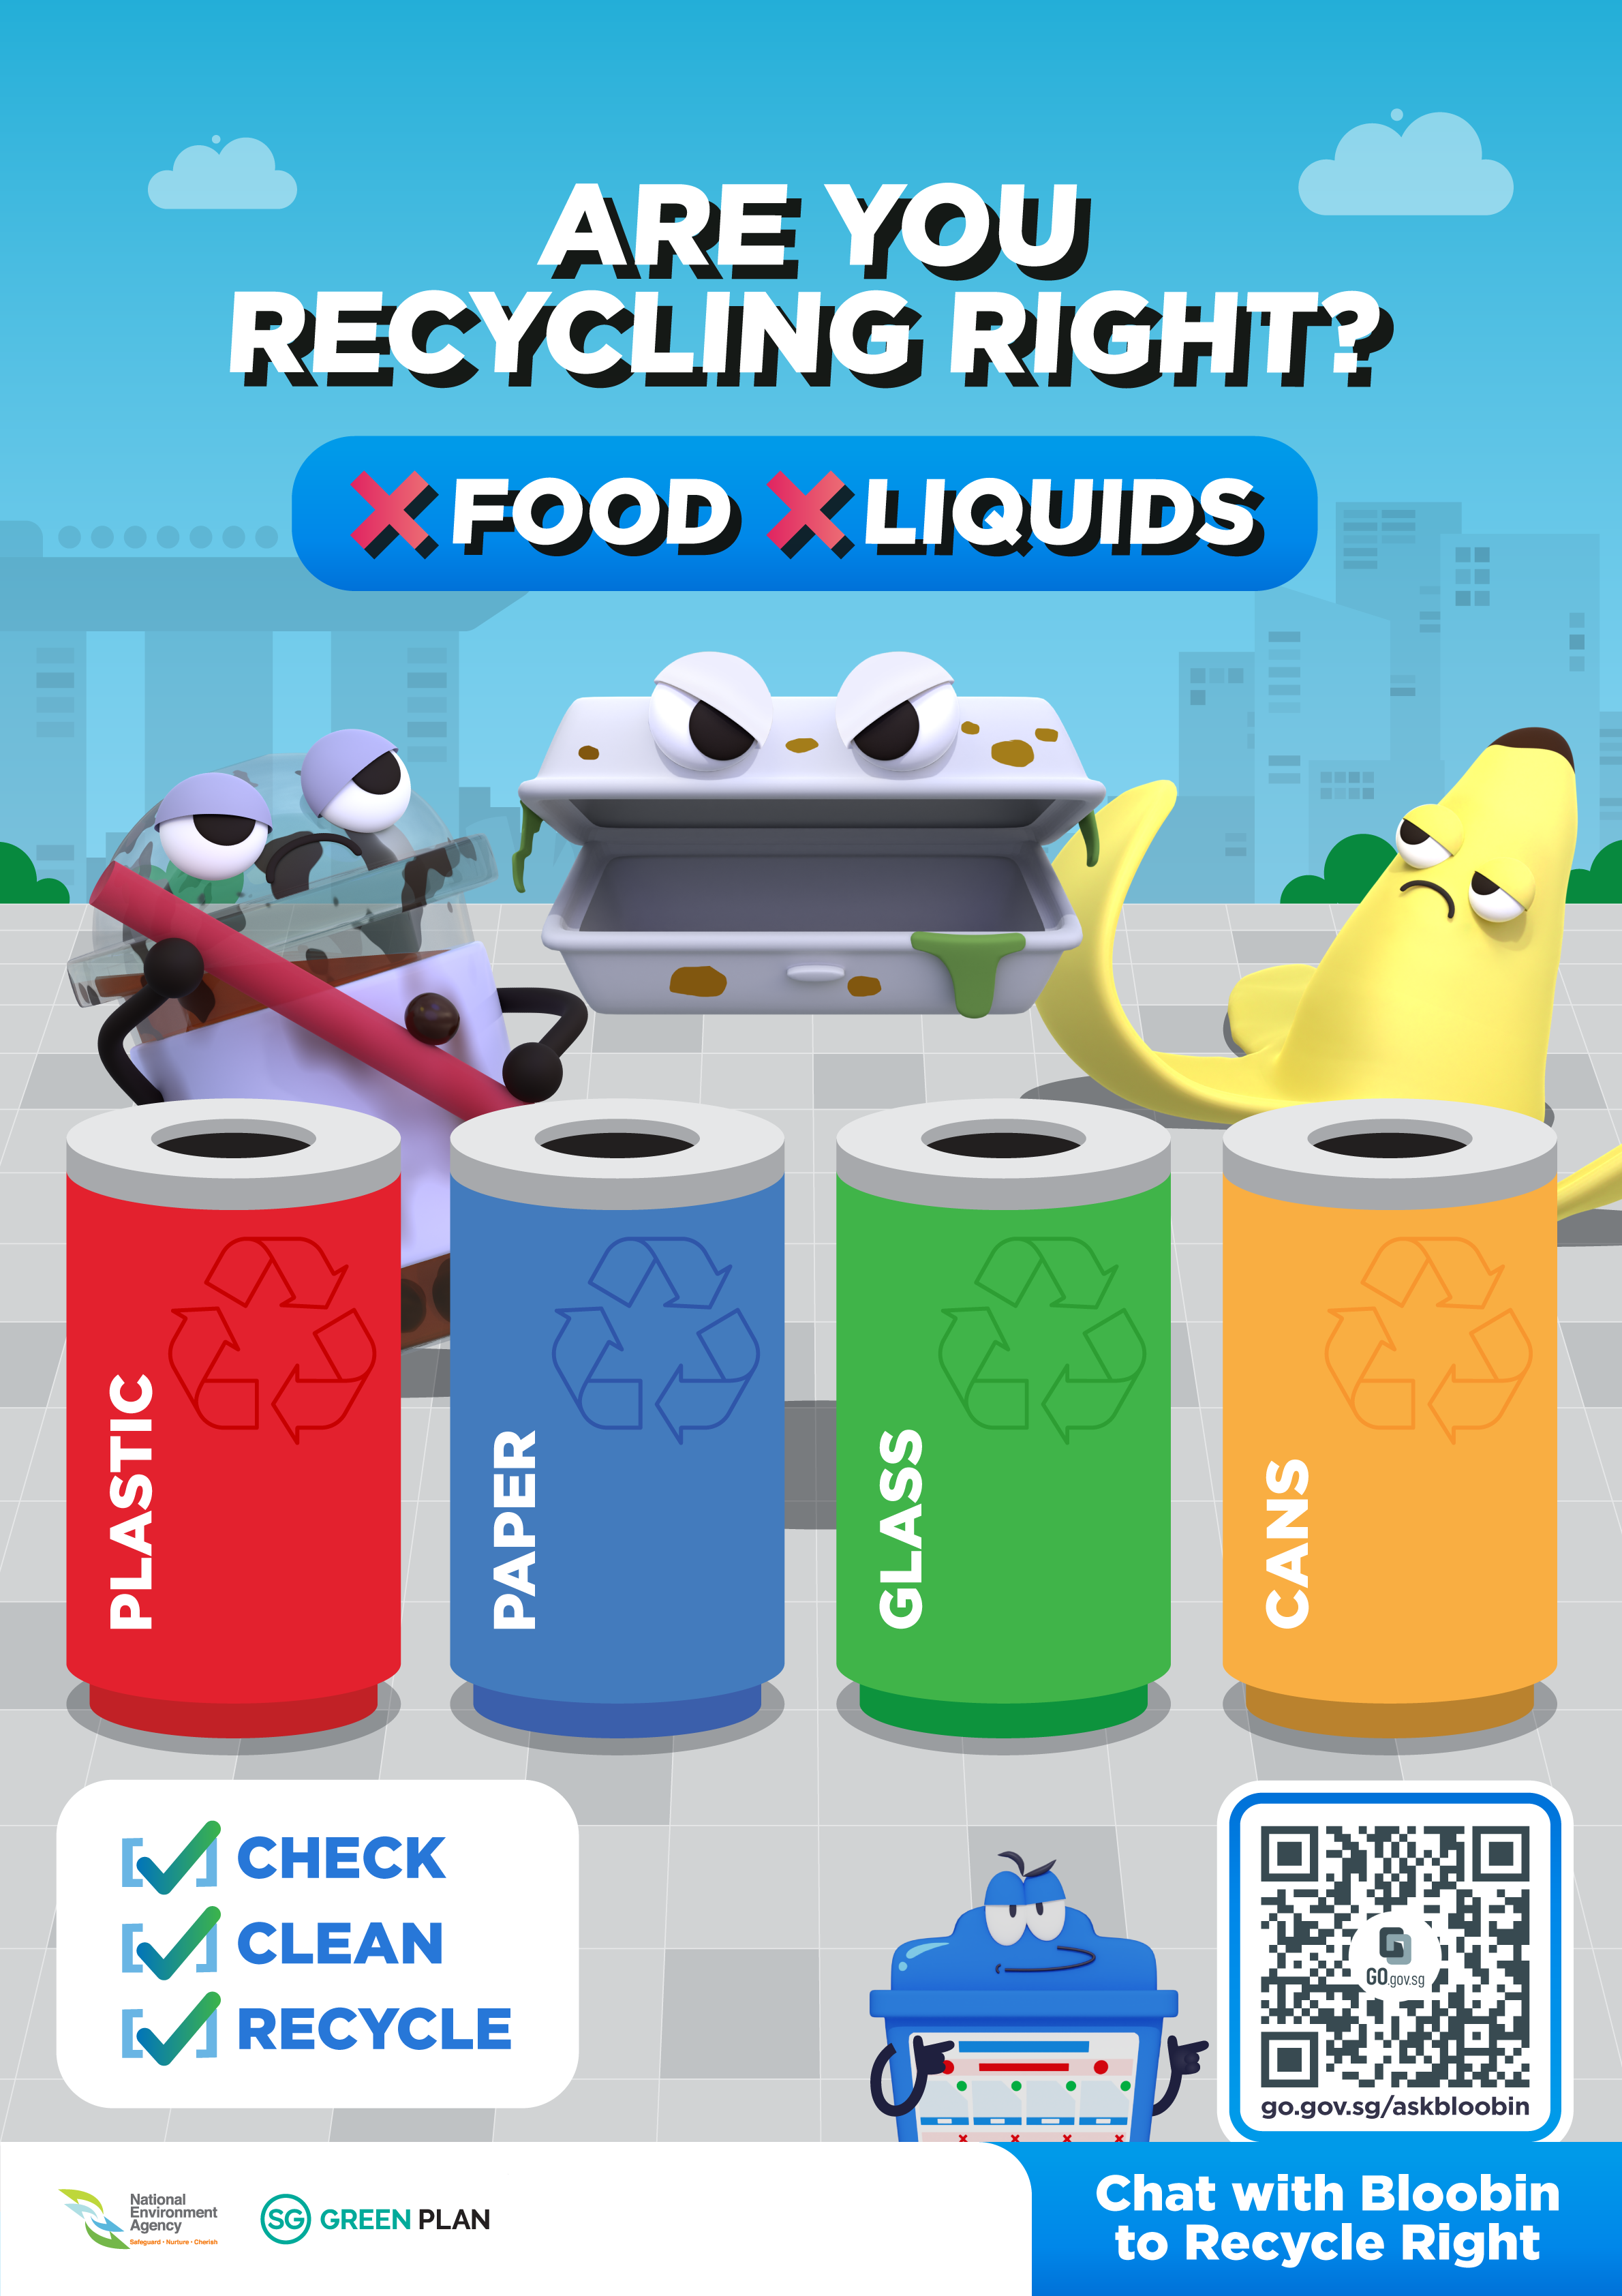 ARE YOU
RECYCLING RIGHT?
FOOD LIQUIDS
PLASTIC
PAPER
GLASS
CANS
CHECK
CLEAN
RECYCLE
GO.gov.sg
go.gov.sg/askbloobin
National
Environment
Agency
Safeguard • Nurture • Cherish
SG GREEN PLAN
Chat with Bloobin
to Recycle Right